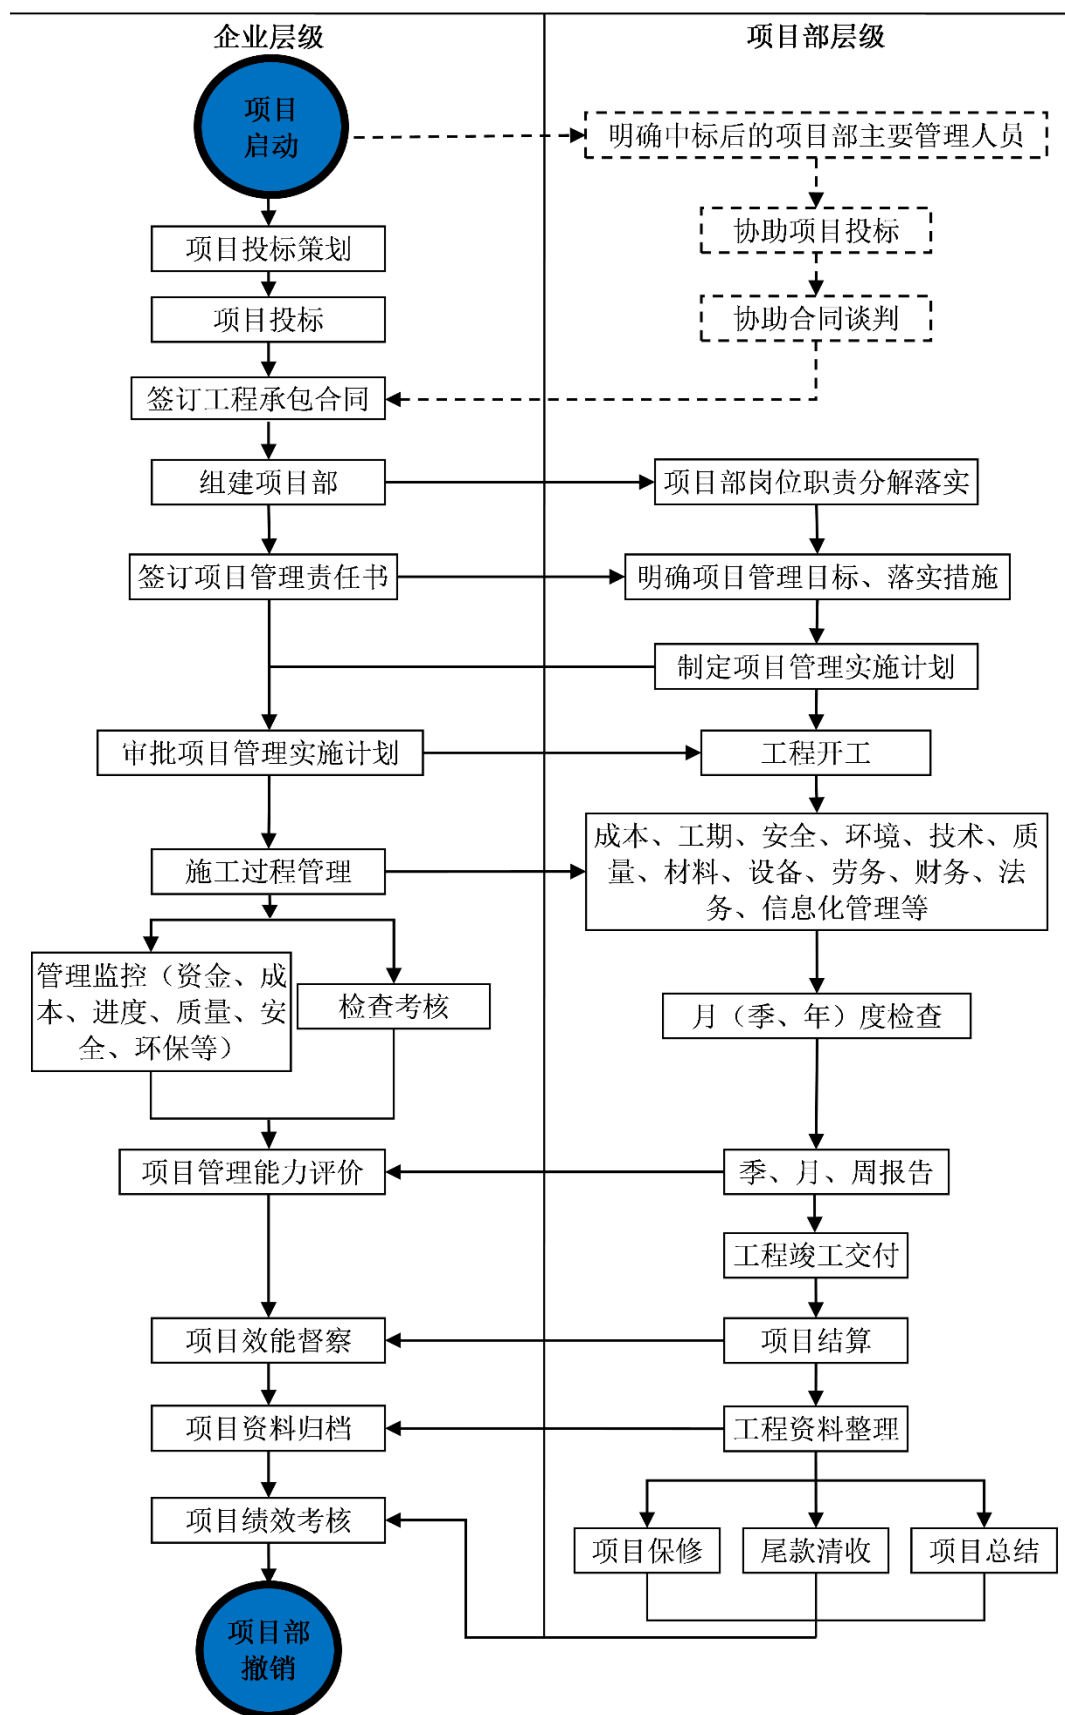 企业层级
项目部层级
项目
启动
明确中标后的项目部主要管理人员
协助项目投标
项目投标策划
项目投标
协助合同谈判
签订工程承包合同
组建项目部
项目部岗位职责分解落实
签订项目管理责任书
明确项目管理目标、落实措施
制定项目管理实施计划
审批项目管理实施计划
工程开工
成本、工期、安全、环境、技术、质
量、材料、设备、劳务、财务、法
务、信息化管理等
施工过程管理
管理监控（资金、成
本、进度、质量、安
全、环保等）
检查考核
月（季、年）度检查
项目管理能力评价
季、月、周报告
工程竣工交付
项目效能督察
项目结算
项目资料归档
工程资料整理
项目绩效考核
项目保修
尾款清收
项目总结
项目部
撤销